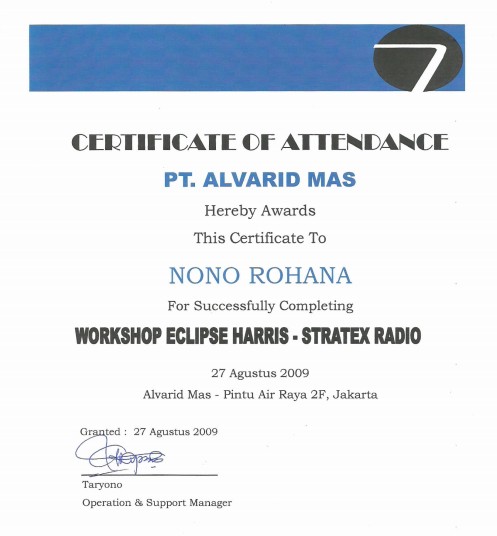 CERTIFICATE OF ATTENDANCE
PT. ALVARID MAS
Hereby Awards
This Certificate To
NONO ROHANA
For Successfully Completing
WORKSHOP ECLIPSE HARRIS - STRATEX RADIO
27 Agustus 2009
Alvarid Mas - Pintu Air Raya 2F, Jakarta
Granted : 27 Agustus 2009
Taryono
Operation & Support Manager